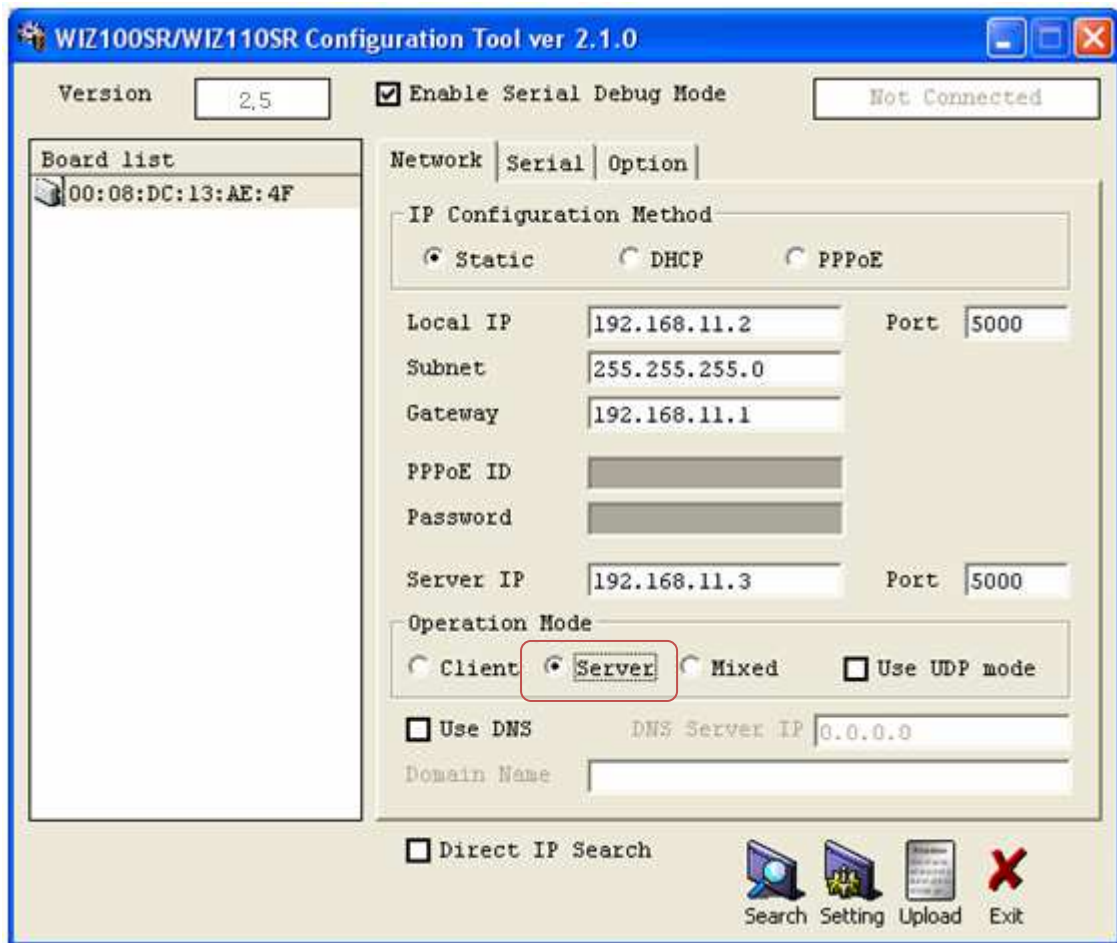 WIZ100SR/WIZ110SR Configuration Tool ver 2.1.0
Version 2,5 Enable Serial Debug Mode Not Connected
Board list
00:08:DC:13:AE:4F
Network Serial Option
IP Configuration Method
Static DHCP PPPoE
Local IP 192.168.11.2 Port 5000
Subnet 255.255.255.0
Gateway 192.168.11.1
PPPoE ID
Password
Server IP 192.168.11.3 Port 5000
Operation Mode
Client Server Mixed Use UDP mode
Use DNS DNS Server IP 0.0.0.0
Domain Name
Direct IP Search
Search Setting Upload Exit